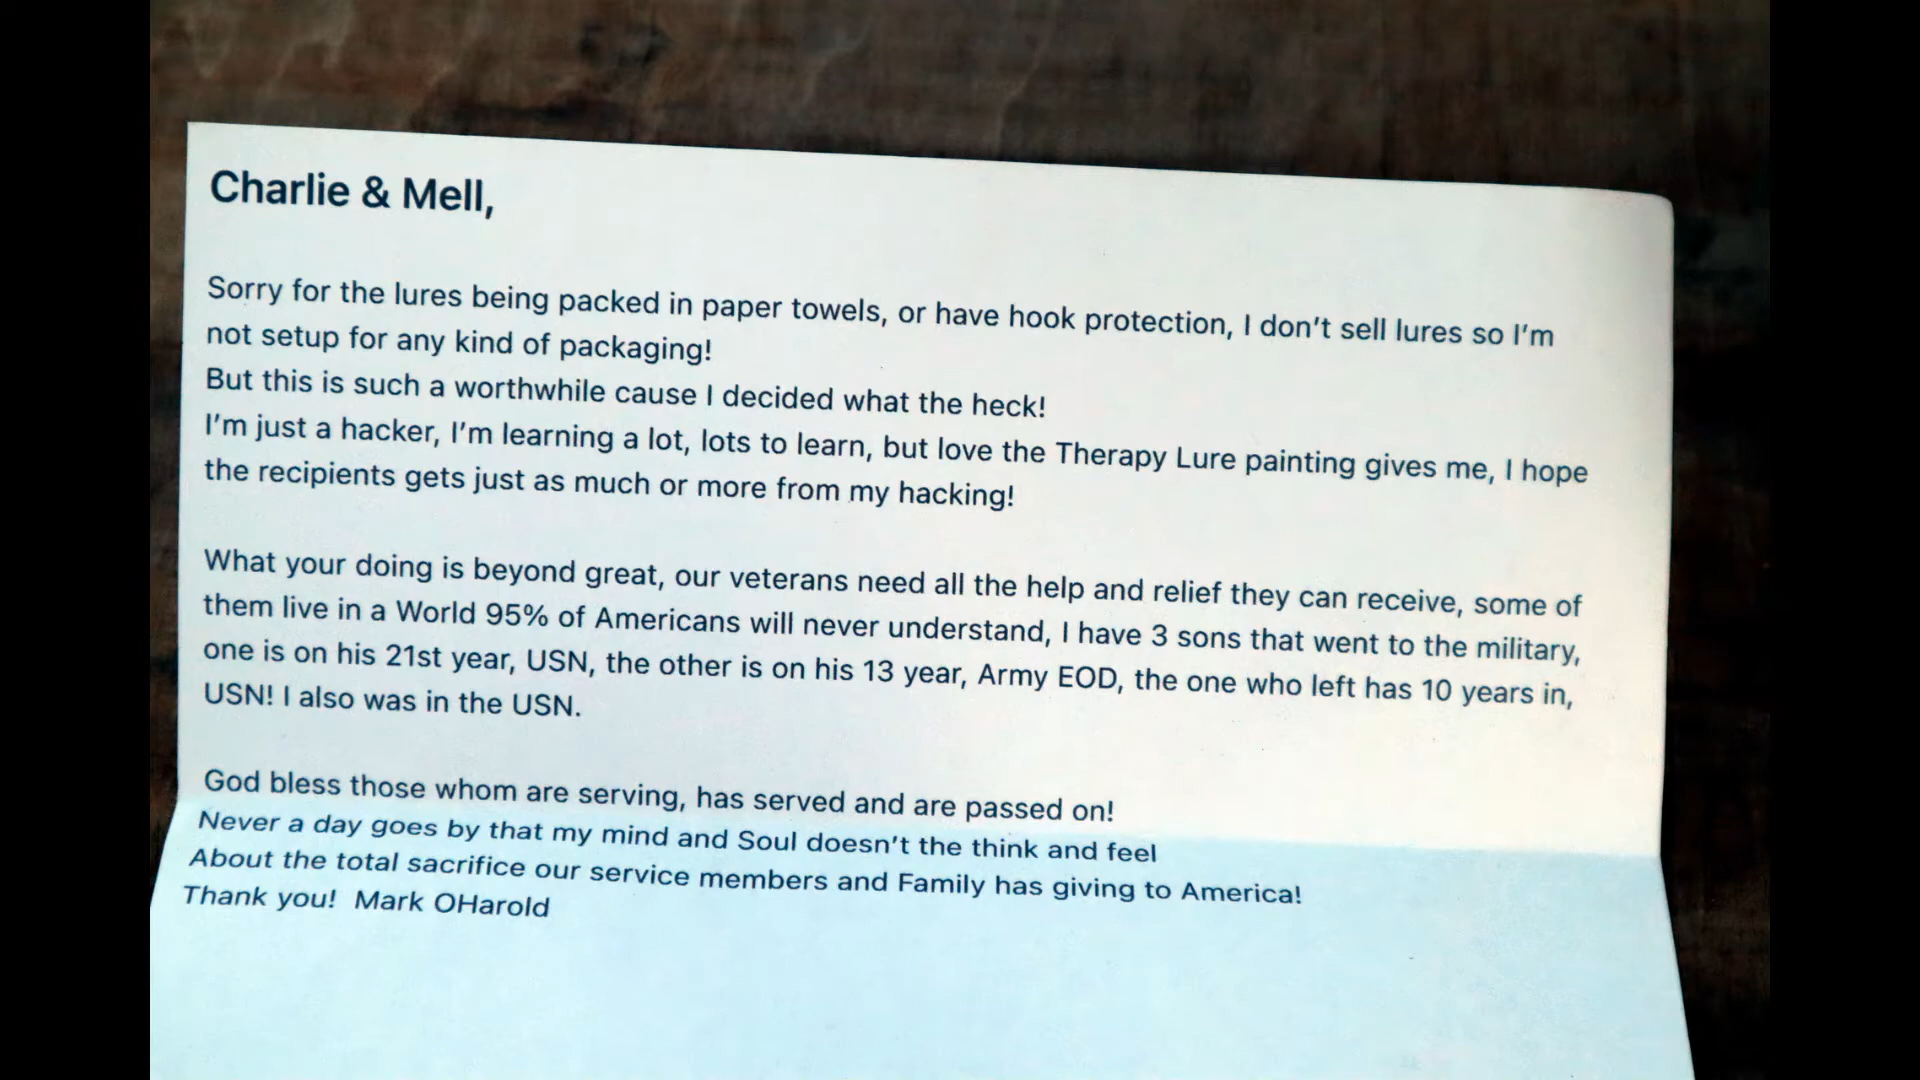 Charlie & Mell,
Sorry for the lures being packed in paper towels, or have hook protection, I don't sell lures so I'm
not setup for any kind of packaging!
But this is such a worthwhile cause I decided what the heck!
I'm just a hacker, I'm learning a lot, lots to learn, but love the Therapy Lure painting gives me, I hope
the recipients gets just as much or more from my hacking!
What your doing is beyond great, our veterans need all the help and relief they can receive, some of
them live in a World 95% of Americans will never understand, I have 3 sons that went to the military,
one is on his 21st year, USN, the other is on his 13 year, Army EOD, the one who left has 10 years in,
USN! I also was in the USN.
God bless those whom are serving, has served and are passed on!
Never a day goes by that my mind and Soul doesn't the think and feel
About the total sacrifice our service members and Family has giving to America!
Thank you!  Mark OHarold